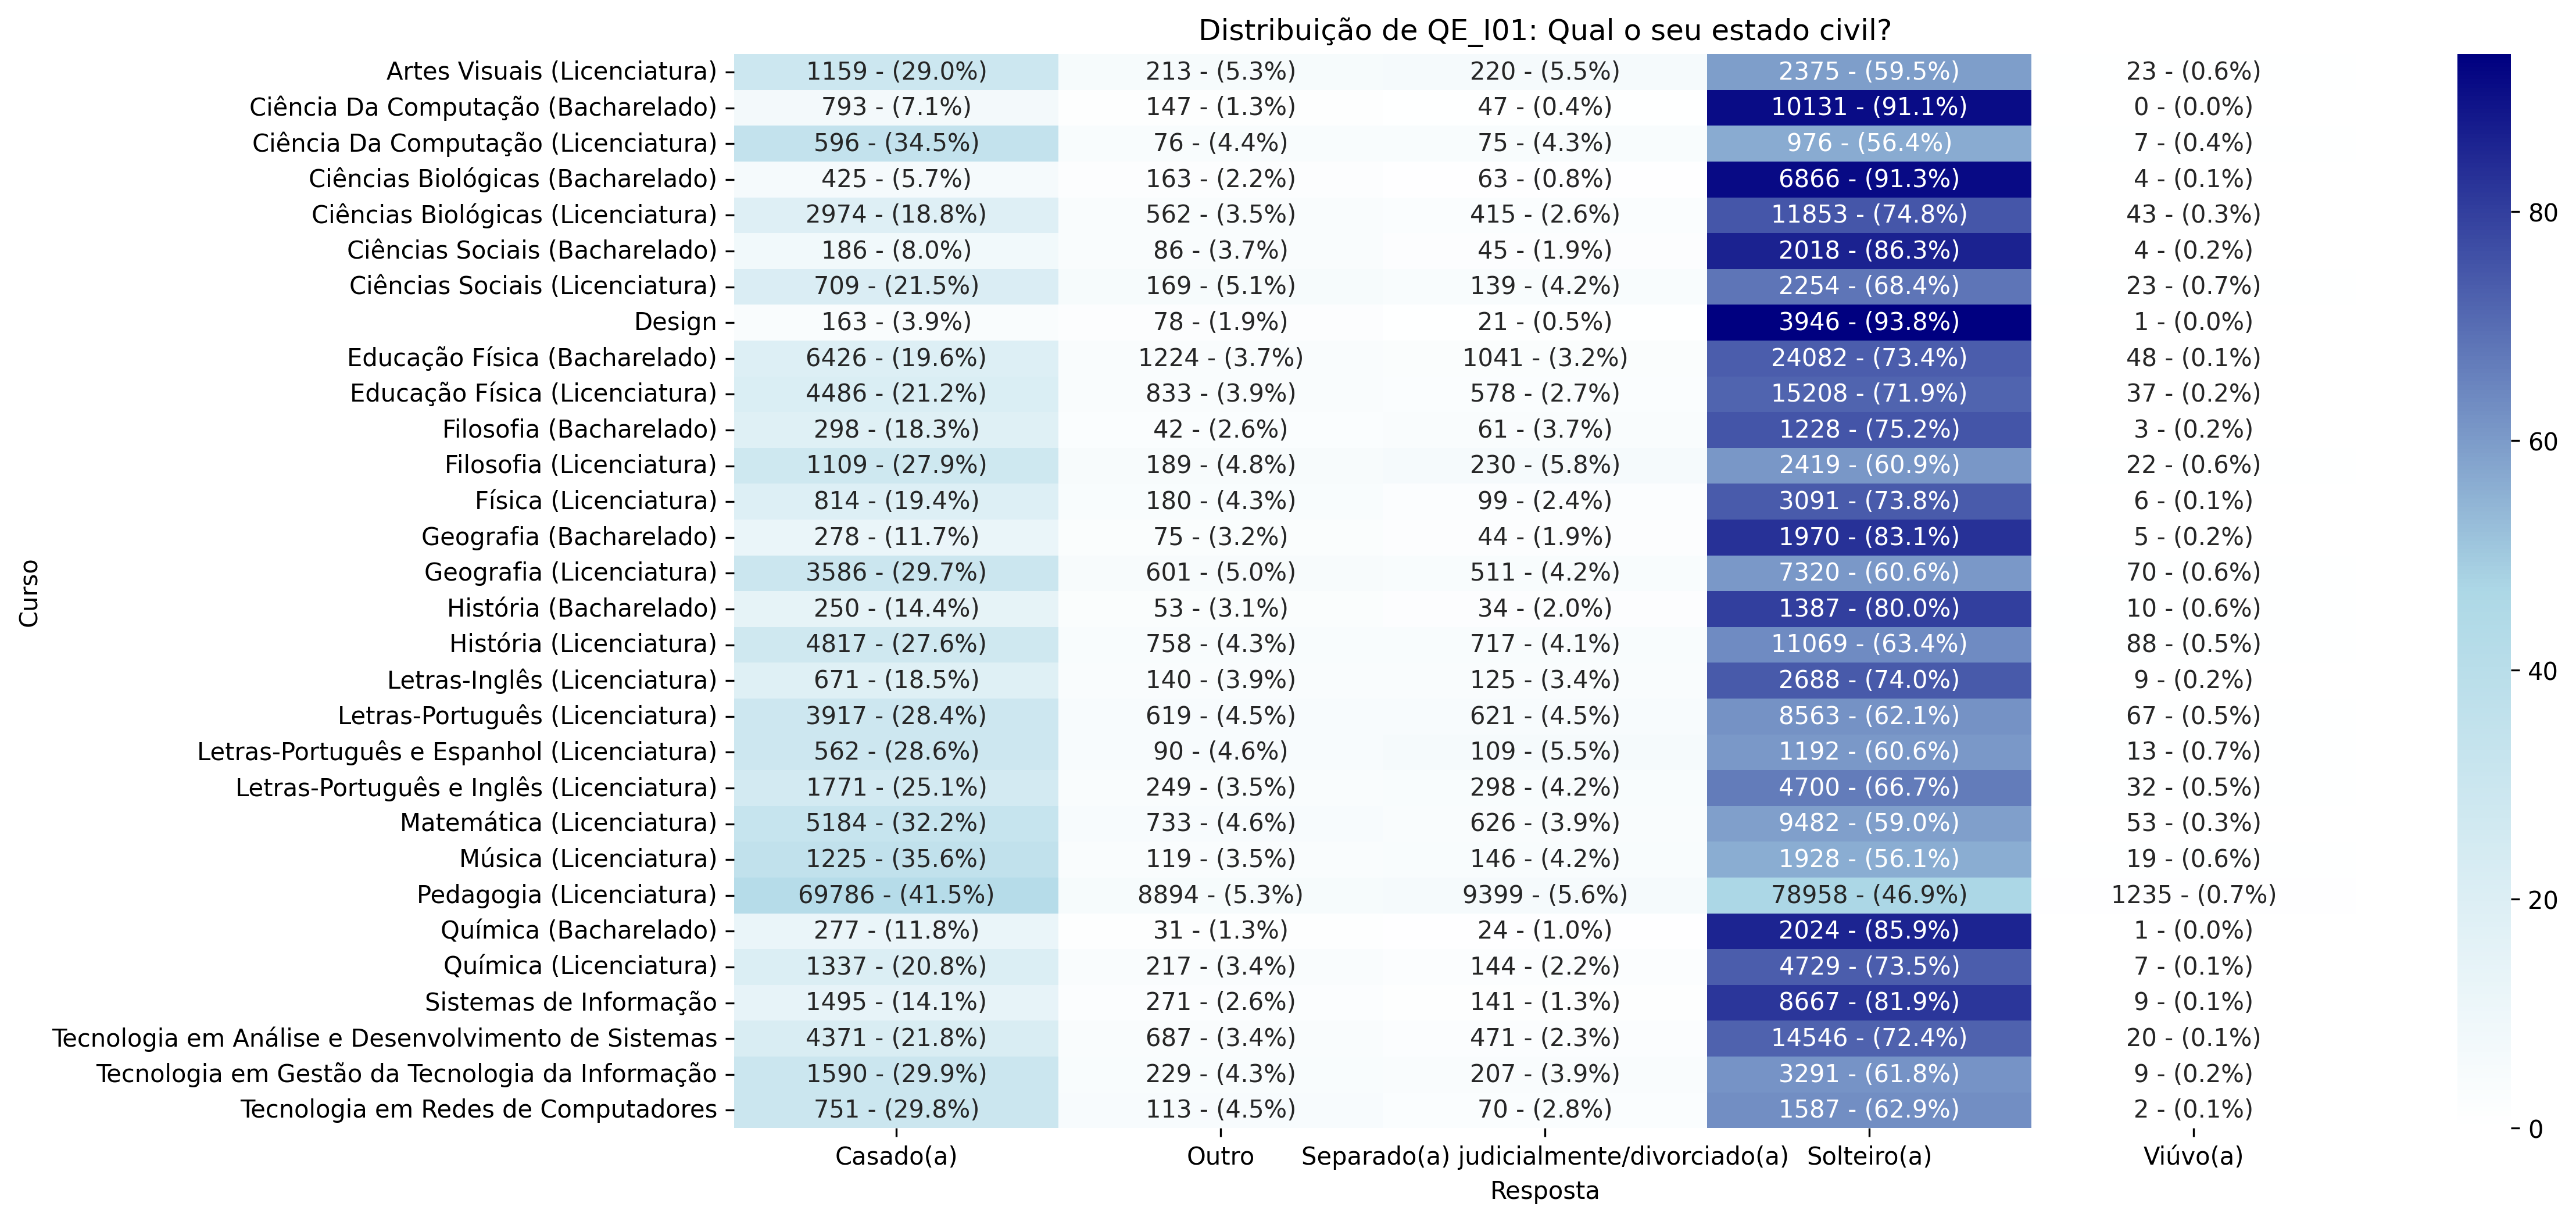 Distribuição de QE_I01: Qual o seu estado civil?
Artes Visuais (Licenciatura) 1159 - (29.0%) 213 - (5.3%) 220 - (5.5%) 2375 - (59.5%) 23 - (0.6%)
Ciência Da Computação (Bacharelado) 793 - (7.1%) 147 - (1.3%) 47 - (0.4%) 10131 - (91.1%) 0 - (0.0%)
Ciência Da Computação (Licenciatura) 596 - (34.5%) 76 - (4.4%) 75 - (4.3%) 976 - (56.4%) 7 - (0.4%)
Ciências Biológicas (Bacharelado) 425 - (5.7%) 163 - (2.2%) 63 - (0.8%) 6866 - (91.3%) 4 - (0.1%)
Ciências Biológicas (Licenciatura) 2974 - (18.8%) 562 - (3.5%) 415 - (2.6%) 11853 - (74.8%) 43 - (0.3%)
80
Ciências Sociais (Bacharelado) 186 - (8.0%) 86 - (3.7%) 45 - (1.9%) 2018 - (86.3%) 4 - (0.2%)
Ciências Sociais (Licenciatura) 709 - (21.5%) 169 - (5.1%) 139 - (4.2%) 2254 - (68.4%) 23 - (0.7%)
Design 163 - (3.9%) 78 - (1.9%) 21 - (0.5%) 3946 - (93.8%) 1 - (0.0%)
Educação Física (Bacharelado) 6426 - (19.6%) 1224 - (3.7%) 1041 - (3.2%) 24082 - (73.4%) 48 - (0.1%)
Educação Física (Licenciatura) 4486 - (21.2%) 833 - (3.9%) 578 - (2.7%) 15208 - (71.9%) 37 - (0.2%)
Filosofia (Bacharelado) 298 - (18.3%) 42 - (2.6%) 61 - (3.7%) 1228 - (75.2%) 3 - (0.2%)
60
Filosofia (Licenciatura) 1109 - (27.9%) 189 - (4.8%) 230 - (5.8%) 2419 - (60.9%) 22 - (0.6%)
Física (Licenciatura) 814 - (19.4%) 180 - (4.3%) 99 - (2.4%) 3091 - (73.8%) 6 - (0.1%)
Geografia (Bacharelado) 278 - (11.7%) 75 - (3.2%) 44 - (1.9%) 1970 - (83.1%) 5 - (0.2%)
Geografia (Licenciatura) 3586 - (29.7%) 601 - (5.0%) 511 - (4.2%) 7320 - (60.6%) 70 - (0.6%)
Curso
História (Bacharelado) 250 - (14.4%) 53 - (3.1%) 34 - (2.0%) 1387 - (80.0%) 10 - (0.6%)
História (Licenciatura) 4817 - (27.6%) 758 - (4.3%) 717 - (4.1%) 11069 - (63.4%) 88 - (0.5%)
40
Letras-Inglês (Licenciatura) 671 - (18.5%) 140 - (3.9%) 125 - (3.4%) 2688 - (74.0%) 9 - (0.2%)
Letras-Português (Licenciatura) 3917 - (28.4%) 619 - (4.5%) 621 - (4.5%) 8563 - (62.1%) 67 - (0.5%)
Letras-Português e Espanhol (Licenciatura) 562 - (28.6%) 90 - (4.6%) 109 - (5.5%) 1192 - (60.6%) 13 - (0.7%)
Letras-Português e Inglês (Licenciatura) 1771 - (25.1%) 249 - (3.5%) 298 - (4.2%) 4700 - (66.7%) 32 - (0.5%)
Matemática (Licenciatura) 5184 - (32.2%) 733 - (4.6%) 626 - (3.9%) 9482 - (59.0%) 53 - (0.3%)
Música (Licenciatura) 1225 - (35.6%) 119 - (3.5%) 146 - (4.2%) 1928 - (56.1%) 19 - (0.6%)
Pedagogia (Licenciatura) 69786 - (41.5%) 8894 - (5.3%) 9399 - (5.6%) 78958 - (46.9%) 1235 - (0.7%)
20
Química (Bacharelado) 277 - (11.8%) 31 - (1.3%) 24 - (1.0%) 2024 - (85.9%) 1 - (0.0%)
Química (Licenciatura) 1337 - (20.8%) 217 - (3.4%) 144 - (2.2%) 4729 - (73.5%) 7 - (0.1%)
Sistemas de Informação 1495 - (14.1%) 271 - (2.6%) 141 - (1.3%) 8667 - (81.9%) 9 - (0.1%)
Tecnologia em Análise e Desenvolvimento de Sistemas 4371 - (21.8%) 687 - (3.4%) 471 - (2.3%) 14546 - (72.4%) 20 - (0.1%)
Tecnologia em Gestão da Tecnologia da Informação 1590 - (29.9%) 229 - (4.3%) 207 - (3.9%) 3291 - (61.8%) 9 - (0.2%)
Tecnologia em Redes de Computadores 751 - (29.8%) 113 - (4.5%) 70 - (2.8%) 1587 - (62.9%) 2 - (0.1%)
0
Casado(a) Outro Separado(a) judicialmente/divorciado(a) Solteiro(a) Viúvo(a)
Resposta